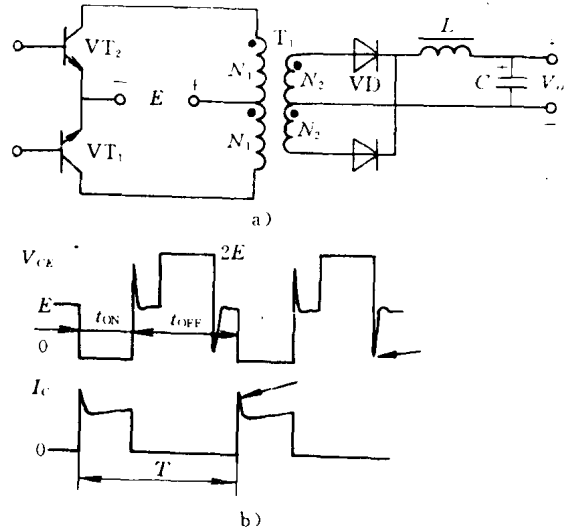 VT₂
T₁
L
N₁
N₂
VD
− E +
C + Vₒ
+
−
VT₁
N₁
N₂
a)
V_CE
2E
E
t_ON
t_OFF
0
I_C
0
T
b)